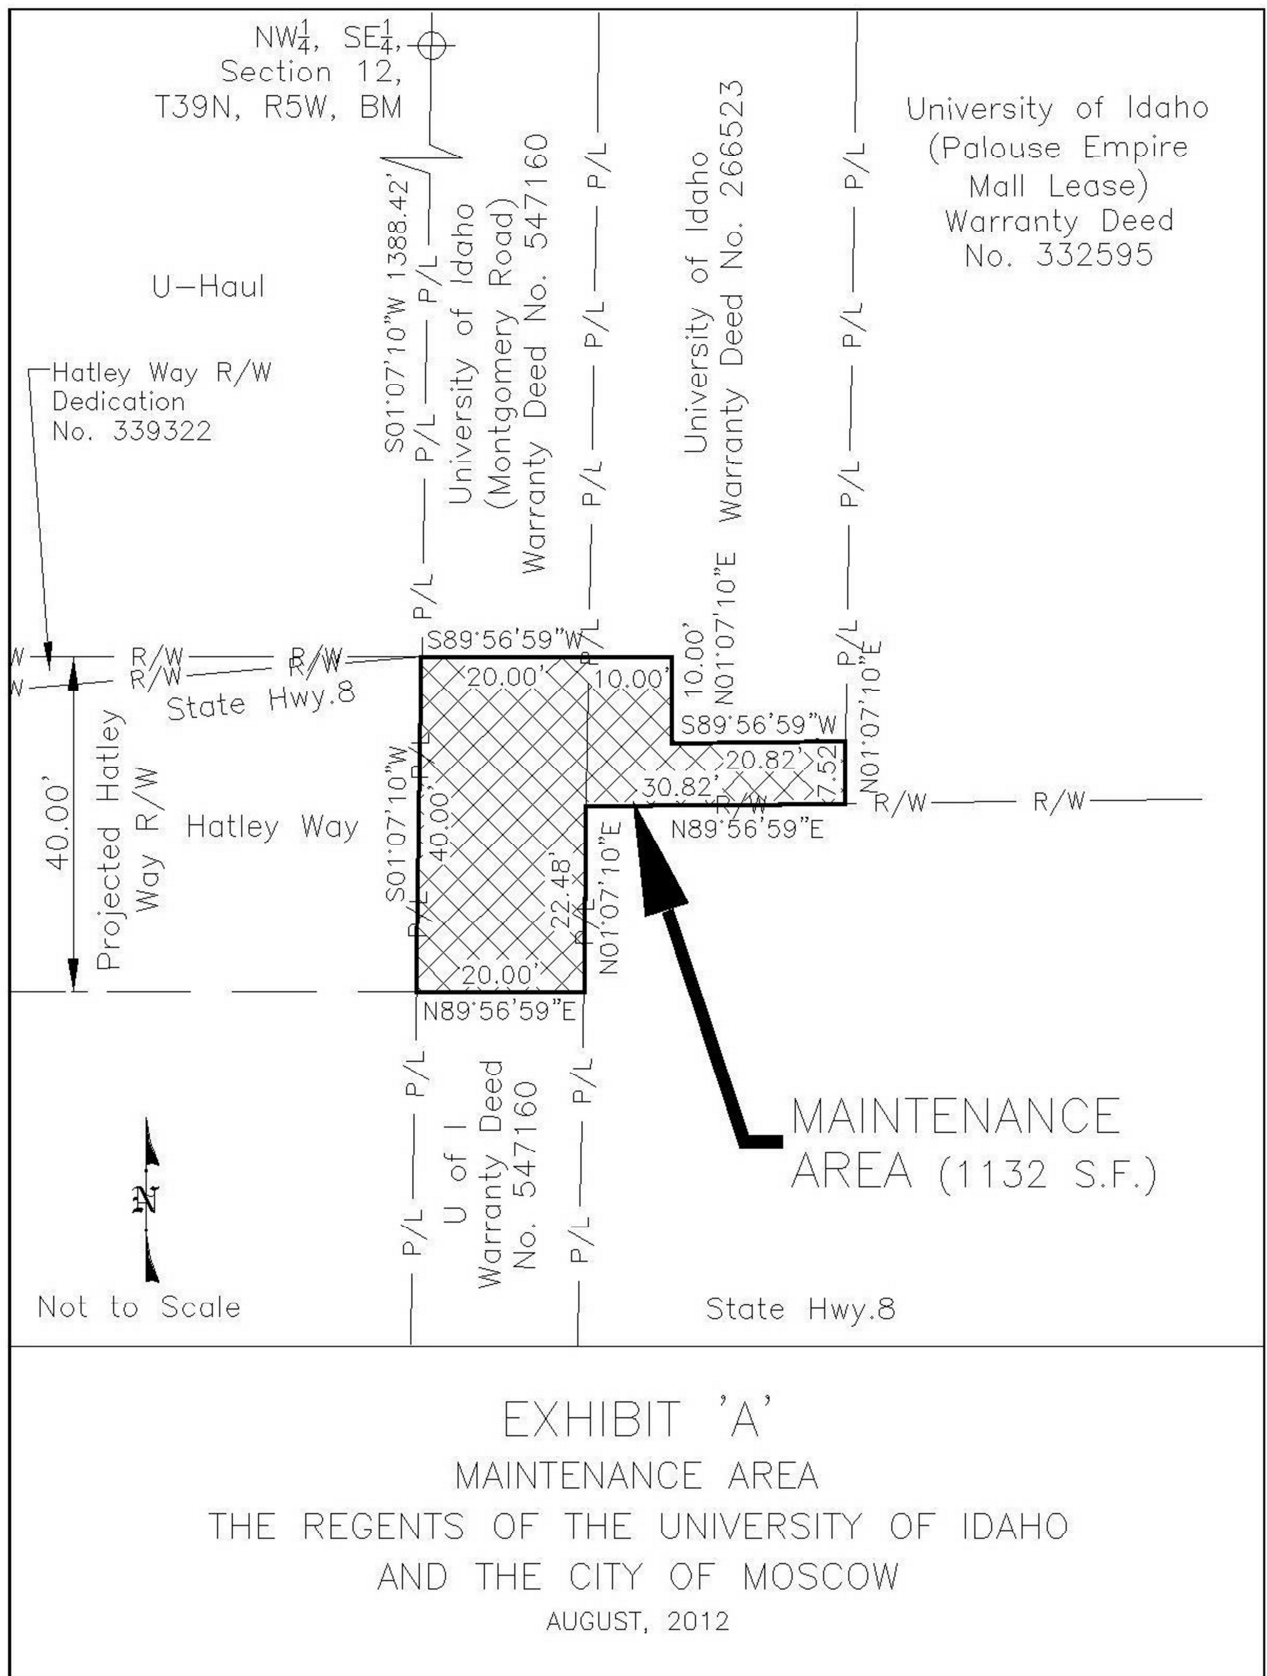 NW¼, SE¼,
Section 12,
T39N, R5W, BM
University of Idaho
(Palouse Empire
Mall Lease)
Warranty Deed
No. 332595
U-Haul
Hatley Way R/W
Dedication
No. 339322
S01°07'10"W 1388.42'
P/L
P/L
P/L
P/L
University of Idaho
(Montgomery Road)
Warranty Deed No. 547160
P/L
P/L
P/L
P/L
University of Idaho
Warranty Deed No. 266523
P/L
P/L
P/L
P/L
W
R/W
R/W
W
R/W
R/W
State Hwy.8
S89°56'59"W
20.00'
10.00'
10.00'
N01°07'10"E
S89°56'59"W
20.82'
7.52'
N01°07'10"E
30.82'
R/W
R/W
R/W
N89°56'59"E
40.00'
Projected Hatley
Way R/W
Hatley Way
S01°07'10"W
P/L
P/L
40.00'
22.48'
P/L
N01°07'10"E
20.00'
N89°56'59"E
P/L
P/L
U of I
Warranty Deed
No. 547160
P/L
P/L
MAINTENANCE
AREA (1132 S.F.)
N
Not to Scale
State Hwy.8
EXHIBIT 'A'
MAINTENANCE AREA
THE REGENTS OF THE UNIVERSITY OF IDAHO
AND THE CITY OF MOSCOW
AUGUST, 2012